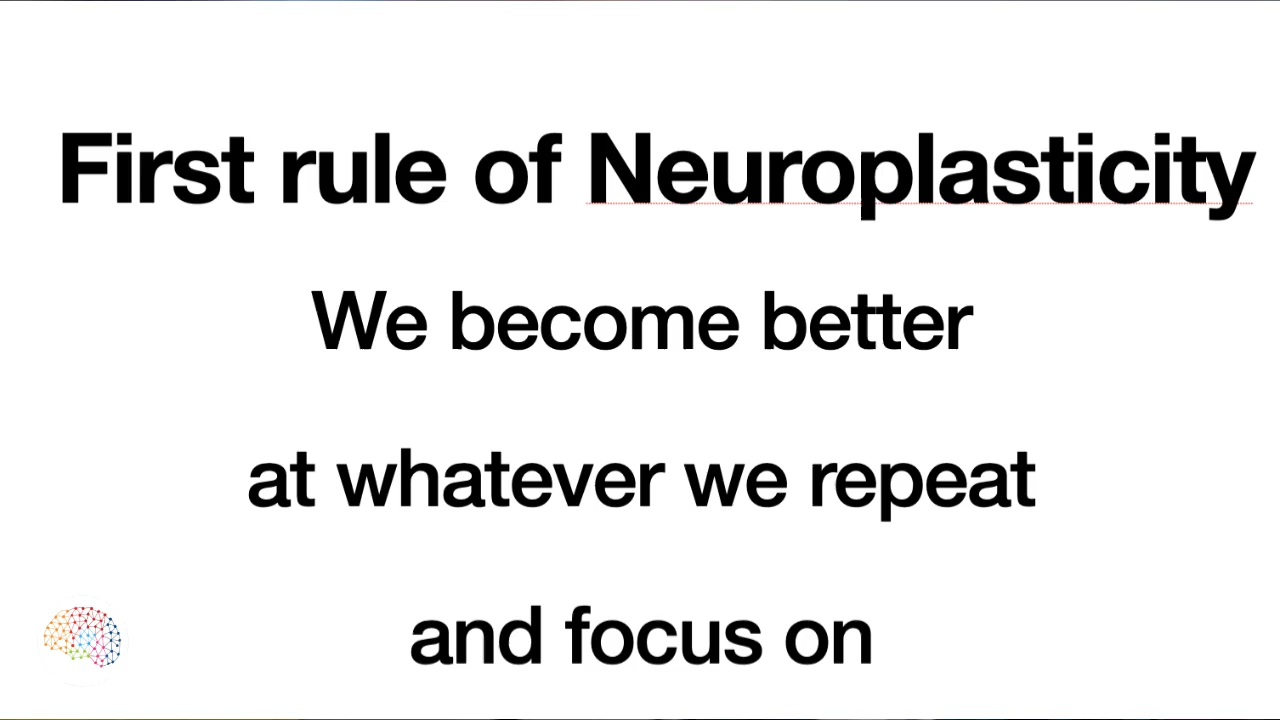 First rule of Neuroplasticity
We become better
at whatever we repeat
and focus on